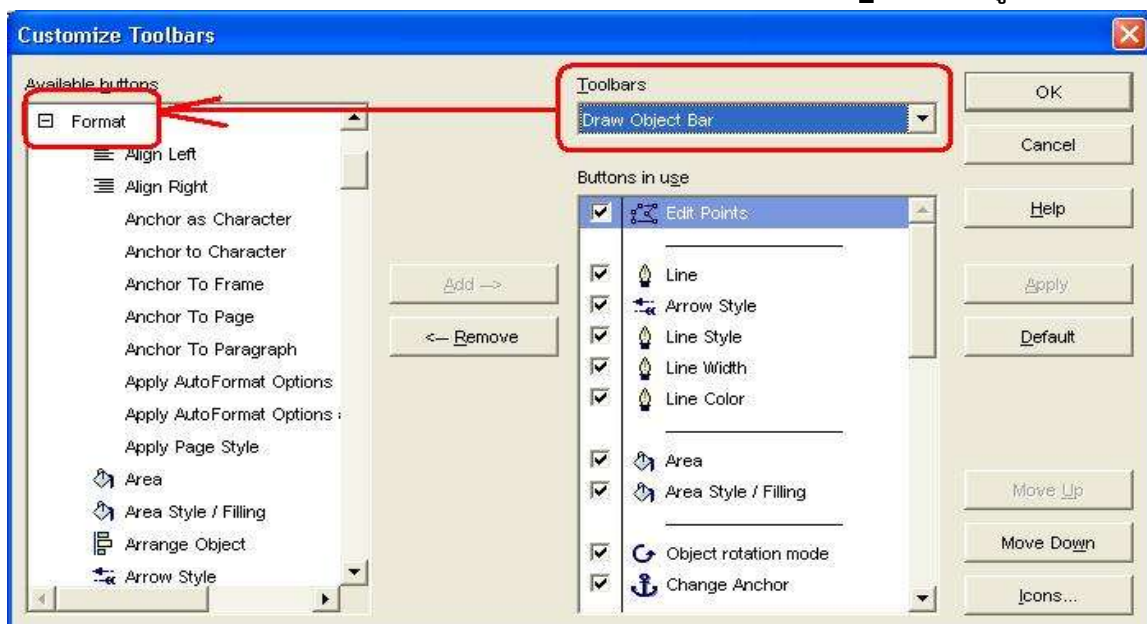 Customize Toolbars
Available buttons
Format
Align Left
Align Right
Anchor as Character
Anchor to Character
Anchor To Frame
Anchor To Page
Anchor To Paragraph
Apply AutoFormat Options
Apply AutoFormat Options
Apply Page Style
Area
Area Style / Filling
Arrange Object
Arrow Style
Add -->
<-- Remove
Toolbars
Draw Object Bar
Buttons in use
Edit Points
Line
Arrow Style
Line Style
Line Width
Line Color
Area
Area Style / Filling
Object rotation mode
Change Anchor
OK
Cancel
Help
Apply
Default
Move Up
Move Down
Icons...